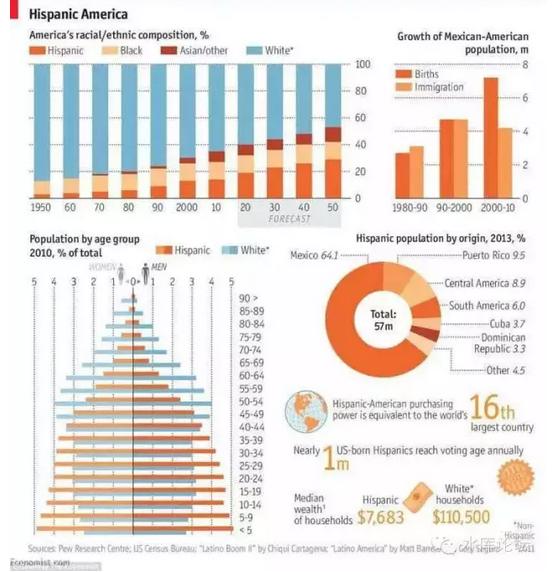 Hispanic America
America's racial/ethnic composition, %
Hispanic Black Asian/other White*
100
80
60
40
20
0
1950 60 70 80 90 2000 10 20 30 40 50
FORECAST
Growth of Mexican-American
population, m
Births
Immigration
8
6
4
2
0
1980-90 90-2000 2000-10
Population by age group
2010, % of total
Hispanic White*
WOMEN MEN
5 4 3 2 1 0 1 2 3 4 5
90 >
85-89
80-84
75-79
70-74
65-69
60-64
55-59
50-54
45-49
40-44
35-39
30-34
25-29
20-24
15-19
10-14
5-9
< 5
Hispanic population by origin, 2013, %
Mexico 64.1
Puerto Rico 9.5
Central America 8.9
South America 6.0
Cuba 3.7
Dominican
Republic 3.3
Other 4.5
Total:
57m
Hispanic-American purchasing
power is equivalent to the world's
16th
largest country
Nearly 1m US-born Hispanics reach voting age annually
Median
wealth†
of households
Hispanic
$7,683
White*
households
$110,500
*Non-
Hispanic
Sources: Pew Research Centre; US Census Bureau; "Latino Boom II" by Chiqui Cartagena; "Latino America" by Matt
2011
Economist.com
水库论坛